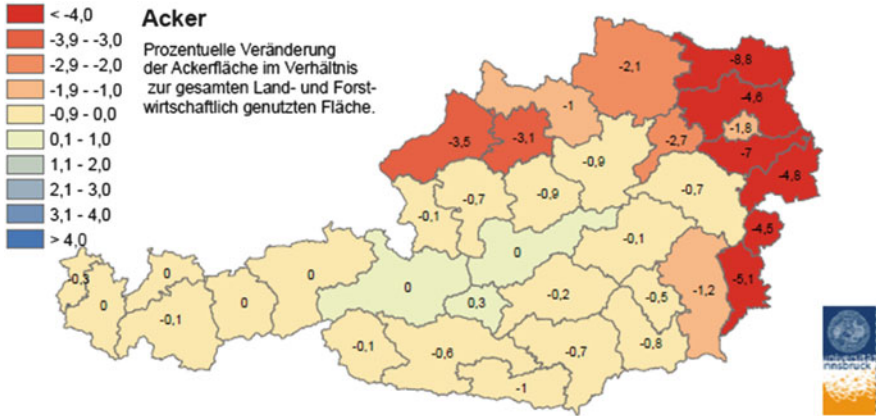 < -4,0
-3,9 - -3,0
-2,9 - -2,0
-1,9 - -1,0
-0,9 - 0,0
0,1 - 1,0
1,1 - 2,0
2,1 - 3,0
3,1 - 4,0
> 4,0
Acker
Prozentuelle Veränderung
der Ackerfläche im Verhältnis
zur gesamten Land- und Forst-
wirtschaftlich genutzten Fläche.
-8,8
-2,1
-4,6
-1
-1,8
-3,5
-3,1
-2,7
-7
-0,9
-4,8
-0,7
-0,9
-0,7
-0,1
-4,5
-0,1
0
0
0
-0,3
0
0
0
-5,1
-1,2
0,3
-0,2
-0,5
-0,1
-0,1
-0,6
-0,7
-0,8
-1
universität
innsbruck